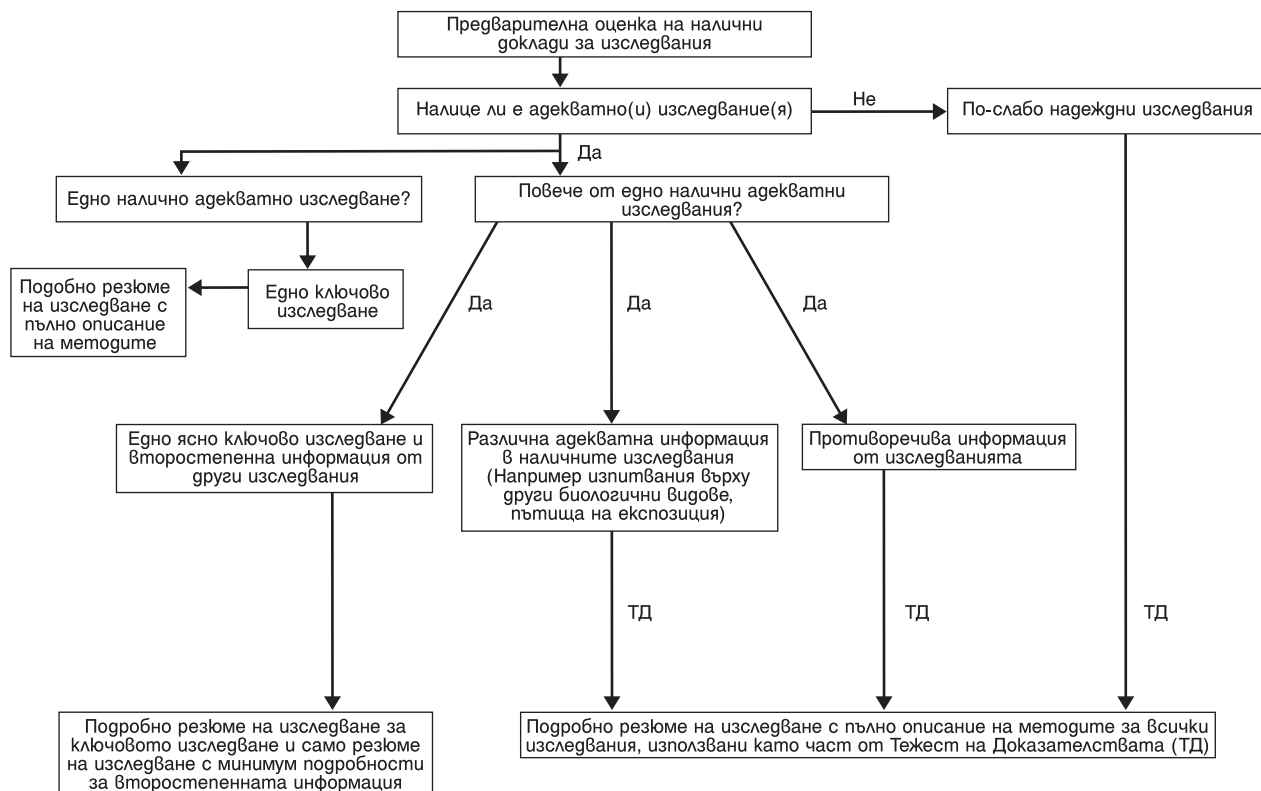 Предварителна оценка на налични
доклади за изследвания
Налице ли е адекватно(и) изследвание(я)
Не
По-слабо надеждни изследвания
Да
Едно налично адекватно изследване?
Повече от едно налични адекватни
изследвания?
Подобно резюме
на изследване с
пълно описание
на методите
Едно ключово
изследване
Да
Да
Да
Едно ясно ключово изследване и
второстепенна информация от
други изследвания
Различна адекватна информация
в наличните изследвания
(Например изпитвания върху
други биологични видове,
пътища на експозиция)
Противоречива информация
от изследванията
ТД
ТД
ТД
Подробно резюме на изследване за
ключовото изследване и само резюме
на изследване с минимум подробности
за второстепенната информация
Подробно резюме на изследване с пълно описание на методите за всички
изследвания, използвани като част от Тежест на Доказателствата (ТД)